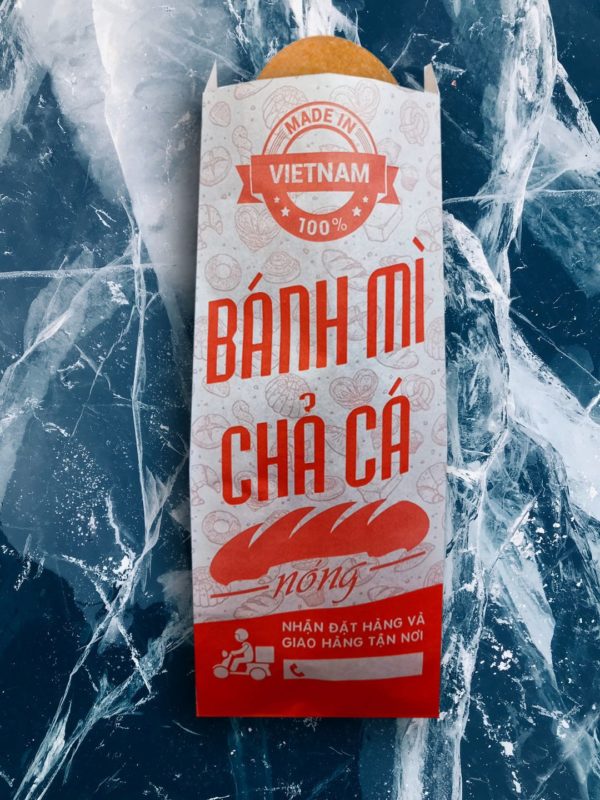 MADE IN
VIETNAM
100%
BÁNH MÌ
CHẢ CÁ
nóng
NHẬN ĐẶT HÀNG VÀ
GIAO HÀNG TẬN NƠI